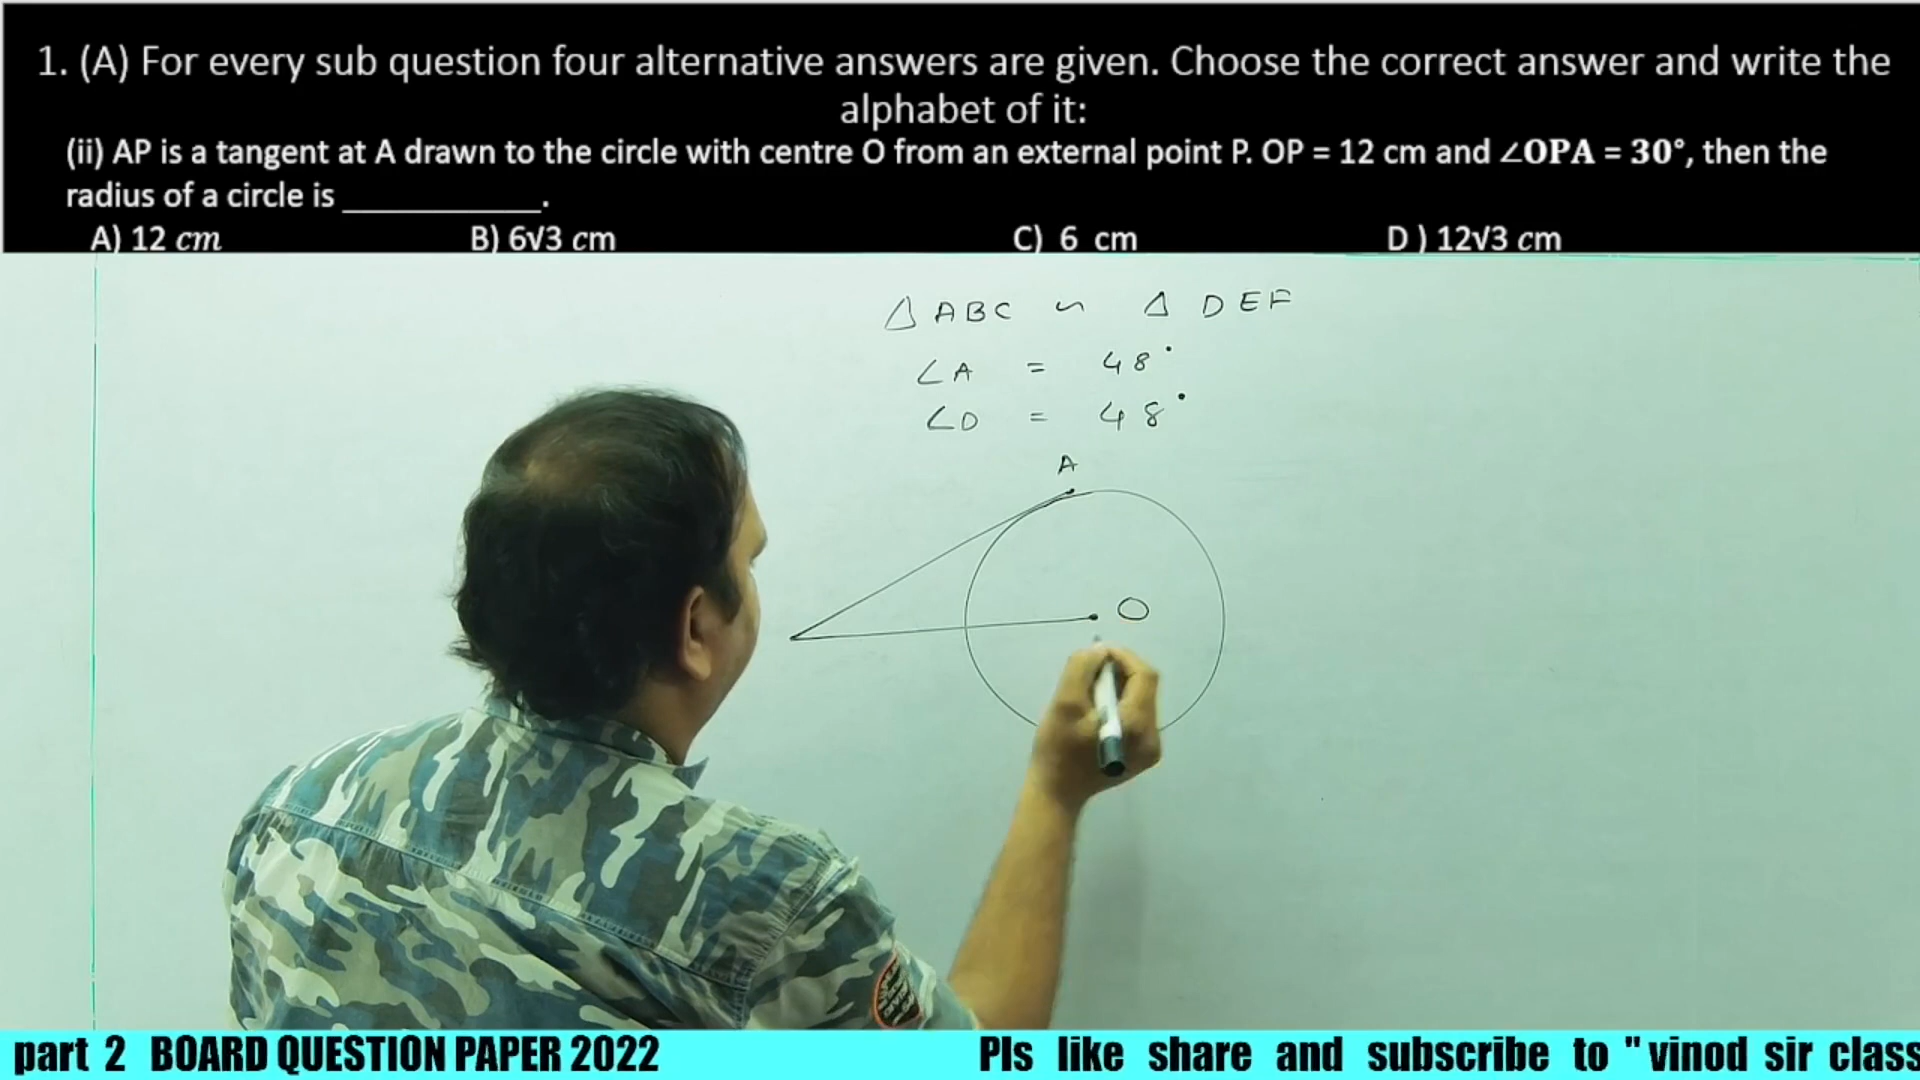 1. (A) For every sub question four alternative answers are given. Choose the correct answer and write the
alphabet of it:
(ii) AP is a tangent at A drawn to the circle with centre O from an external point P. OP = 12 cm and ∠OPA = 30°, then the
radius of a circle is ____________.
A) 12 cm B) 6√3 cm C) 6 cm D ) 12√3 cm
△ ABC ~ △ DEF
∠A = 48°
∠D = 48°
A
O
part 2 BOARD QUESTION PAPER 2022 Pls like share and subscribe to " vinod sir class